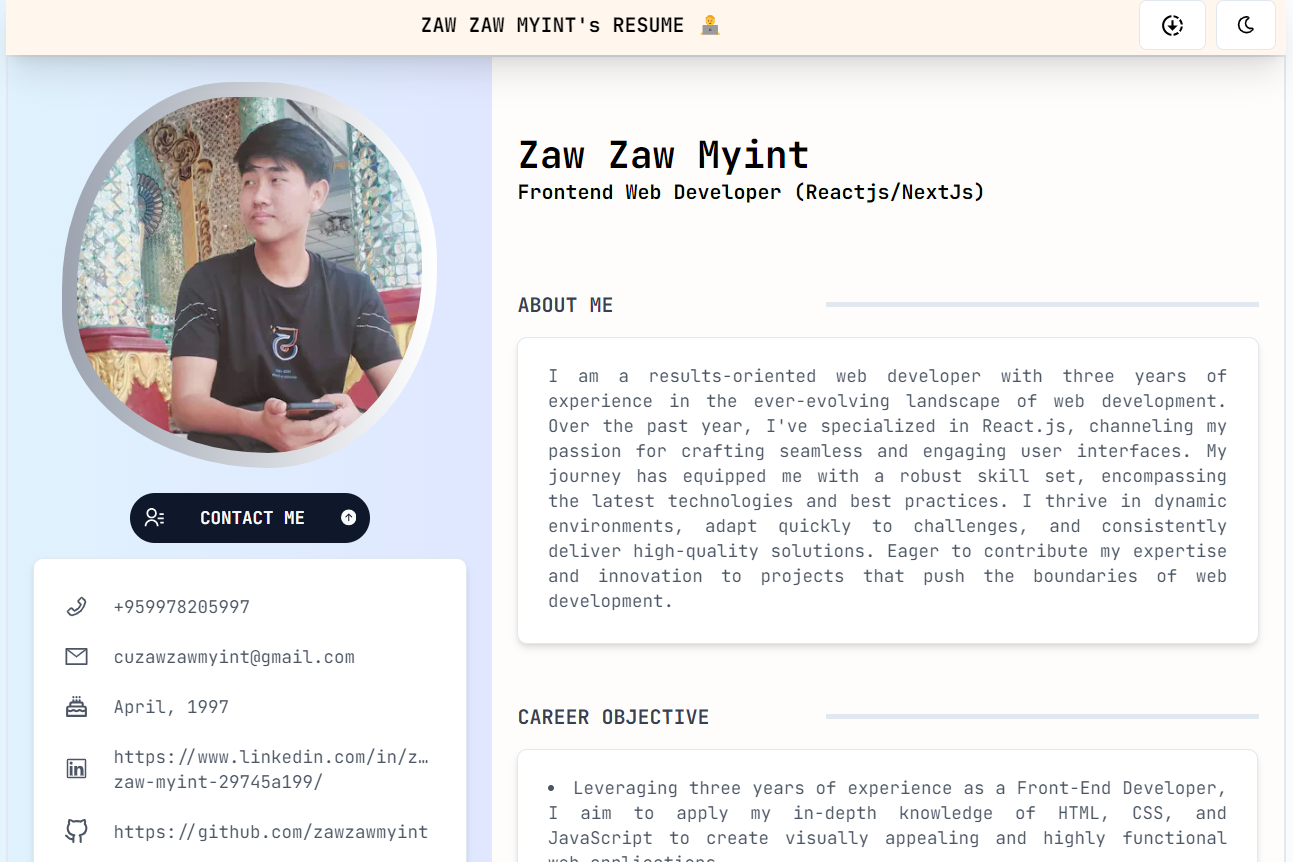 ZAW ZAW MYINT's RESUME 👨‍💻
CONTACT ME
+959978205997
cuzawzawmyint@gmail.com
April, 1997
https://www.linkedin.com/in/z…
zaw-myint-29745a199/
https://github.com/zawzawmyint
Zaw Zaw Myint
Frontend Web Developer (Reactjs/NextJs)
ABOUT ME
I am a results-oriented web developer with three years of
experience in the ever-evolving landscape of web development.
Over the past year, I've specialized in React.js, channeling my
passion for crafting seamless and engaging user interfaces. My
journey has equipped me with a robust skill set, encompassing
the latest technologies and best practices. I thrive in dynamic
environments, adapt quickly to challenges, and consistently
deliver high-quality solutions. Eager to contribute my expertise
and innovation to projects that push the boundaries of web
development.
CAREER OBJECTIVE
• Leveraging three years of experience as a Front-End Developer,
I aim to apply my in-depth knowledge of HTML, CSS, and
JavaScript to create visually appealing and highly functional
web applications.